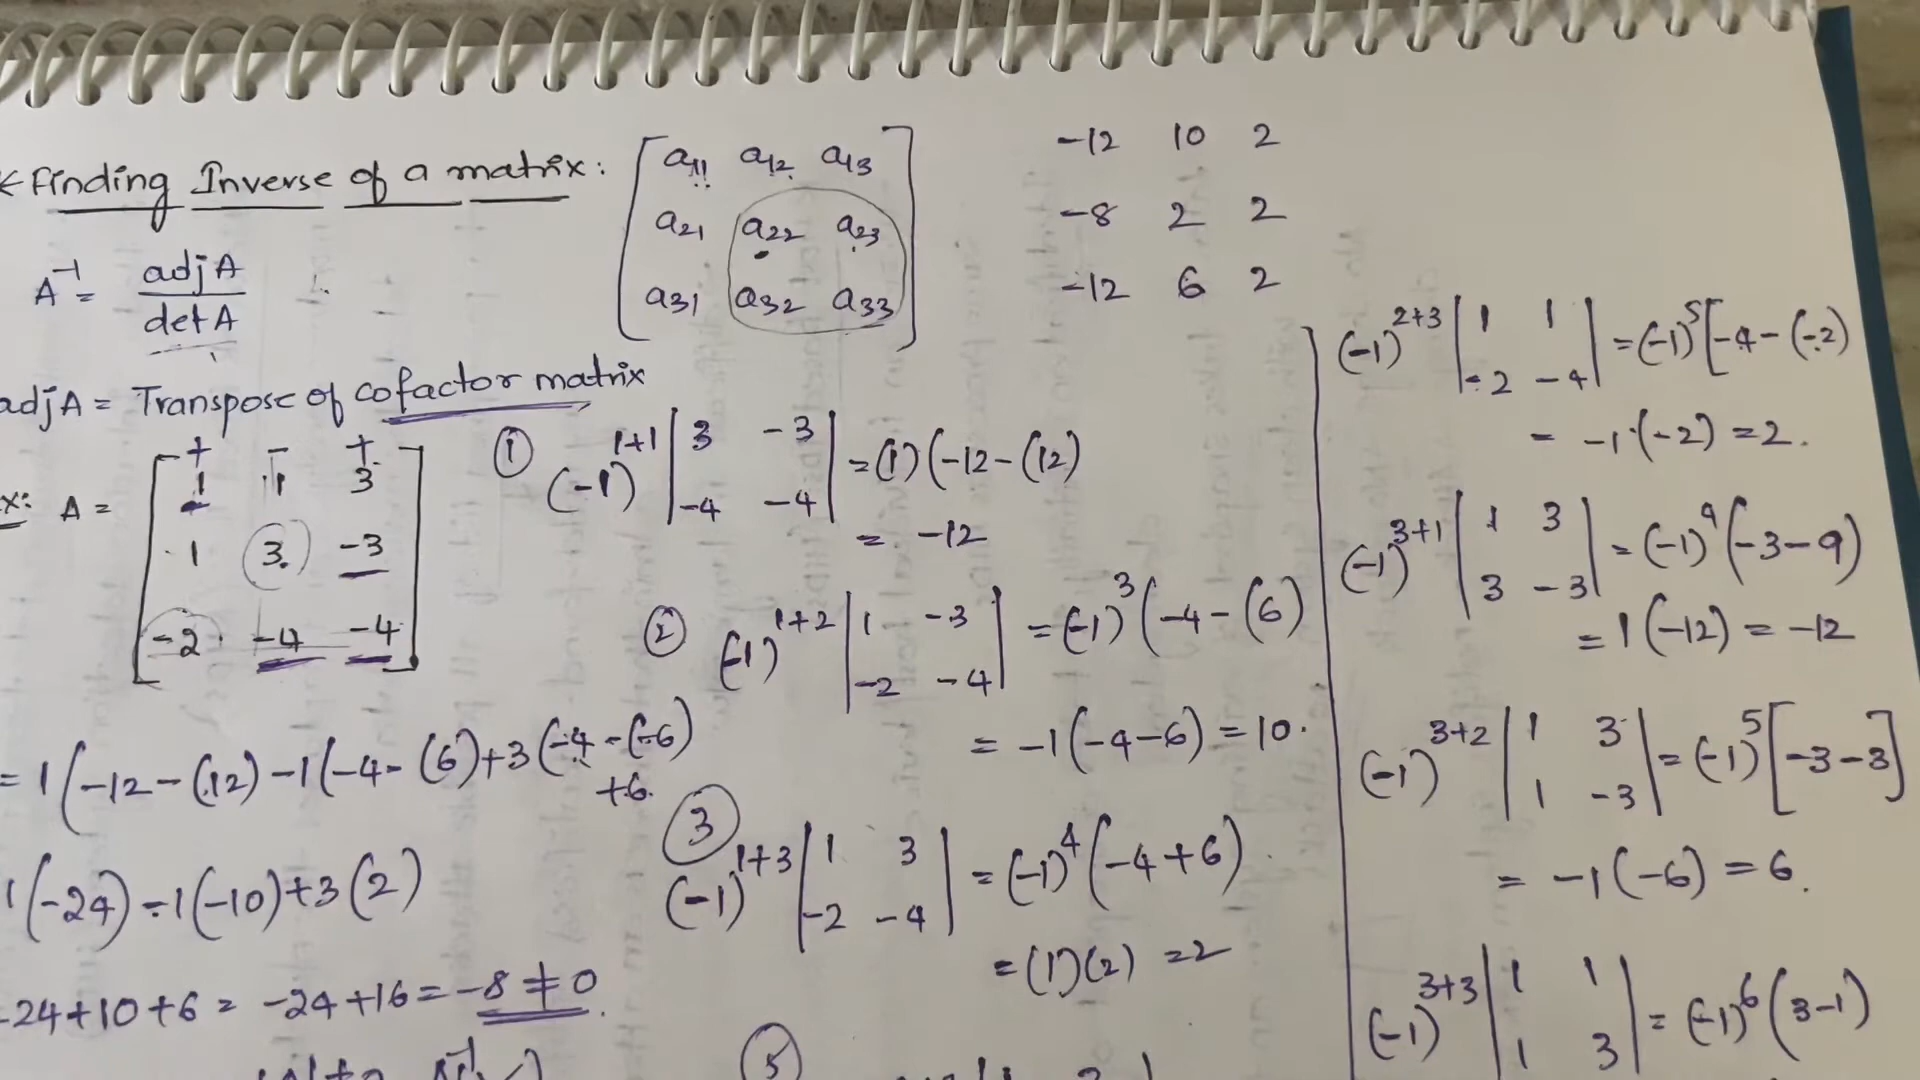 Finding Inverse of a matrix:
[a11 a12 a13
a21 a22 a23
a31 a32 a33]
-12 10 2
-8 2 2
-12 6 2
A^-1 = adj A / det A
adj A = Transpose of cofactor matrix
+ - +
x: A = [1 1 3
1 3 -3
-2 -4 -4]
= 1(-12-(12)-1(-4-(6)+3(-4-(-6)
+6.
1(-24)-1(-10)+3(2)
-24+10+6 = -24+16 = -8 ≠ 0.
① (-1)^1+1 |3 -3
-4 -4| = (1)(-12-(12)
= -12
② (-1)^1+2 |1 -3
-2 -4| = (-1)^3(-4-(6)
= -1(-4-6) = 10.
③
(-1)^1+3 |1 3
-2 -4| = (-1)^4(-4+6).
= (1)(2) = 2
⑤
(-1)^2+3 |1 1
-2 -4| = (-1)^5[-4-(-2)
= -1(-2) = 2.
(-1)^3+1 |1 3
3 -3| = (-1)^4(-3-9)
= 1(-12) = -12
(-1)^3+2 |1 3
1 -3| = (-1)^5[-3-3]
= -1(-6) = 6.
(-1)^3+3 |1 1
1 3| = (-1)^6(3-1)